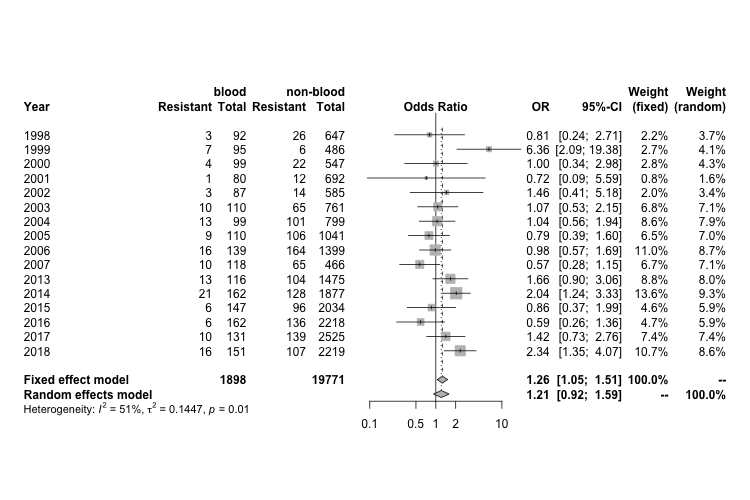 blood non-blood Weight Weight
Year Resistant Total Resistant Total Odds Ratio OR 95%-CI (fixed) (random)
1998 3 92 26 647 0.81 [0.24; 2.71] 2.2% 3.7%
1999 7 95 6 486 6.36 [2.09; 19.38] 2.7% 4.1%
2000 4 99 22 547 1.00 [0.34; 2.98] 2.8% 4.3%
2001 1 80 12 692 0.72 [0.09; 5.59] 0.8% 1.6%
2002 3 87 14 585 1.46 [0.41; 5.18] 2.0% 3.4%
2003 10 110 65 761 1.07 [0.53; 2.15] 6.8% 7.1%
2004 13 99 101 799 1.04 [0.56; 1.94] 8.6% 7.9%
2005 9 110 106 1041 0.79 [0.39; 1.60] 6.5% 7.0%
2006 16 139 164 1399 0.98 [0.57; 1.69] 11.0% 8.7%
2007 10 118 65 466 0.57 [0.28; 1.15] 6.7% 7.1%
2013 13 116 104 1475 1.66 [0.90; 3.06] 8.8% 8.0%
2014 21 162 128 1877 2.04 [1.24; 3.33] 13.6% 9.3%
2015 6 147 96 2034 0.86 [0.37; 1.99] 4.6% 5.9%
2016 6 162 136 2218 0.59 [0.26; 1.36] 4.7% 5.9%
2017 10 131 139 2525 1.42 [0.73; 2.76] 7.4% 7.4%
2018 16 151 107 2219 2.34 [1.35; 4.07] 10.7% 8.6%
Fixed effect model 1898 19771 1.26 [1.05; 1.51] 100.0% --
Random effects model 1.21 [0.92; 1.59] -- 100.0%
Heterogeneity: I² = 51%, τ² = 0.1447, p = 0.01
0.1 0.5 1 2 10